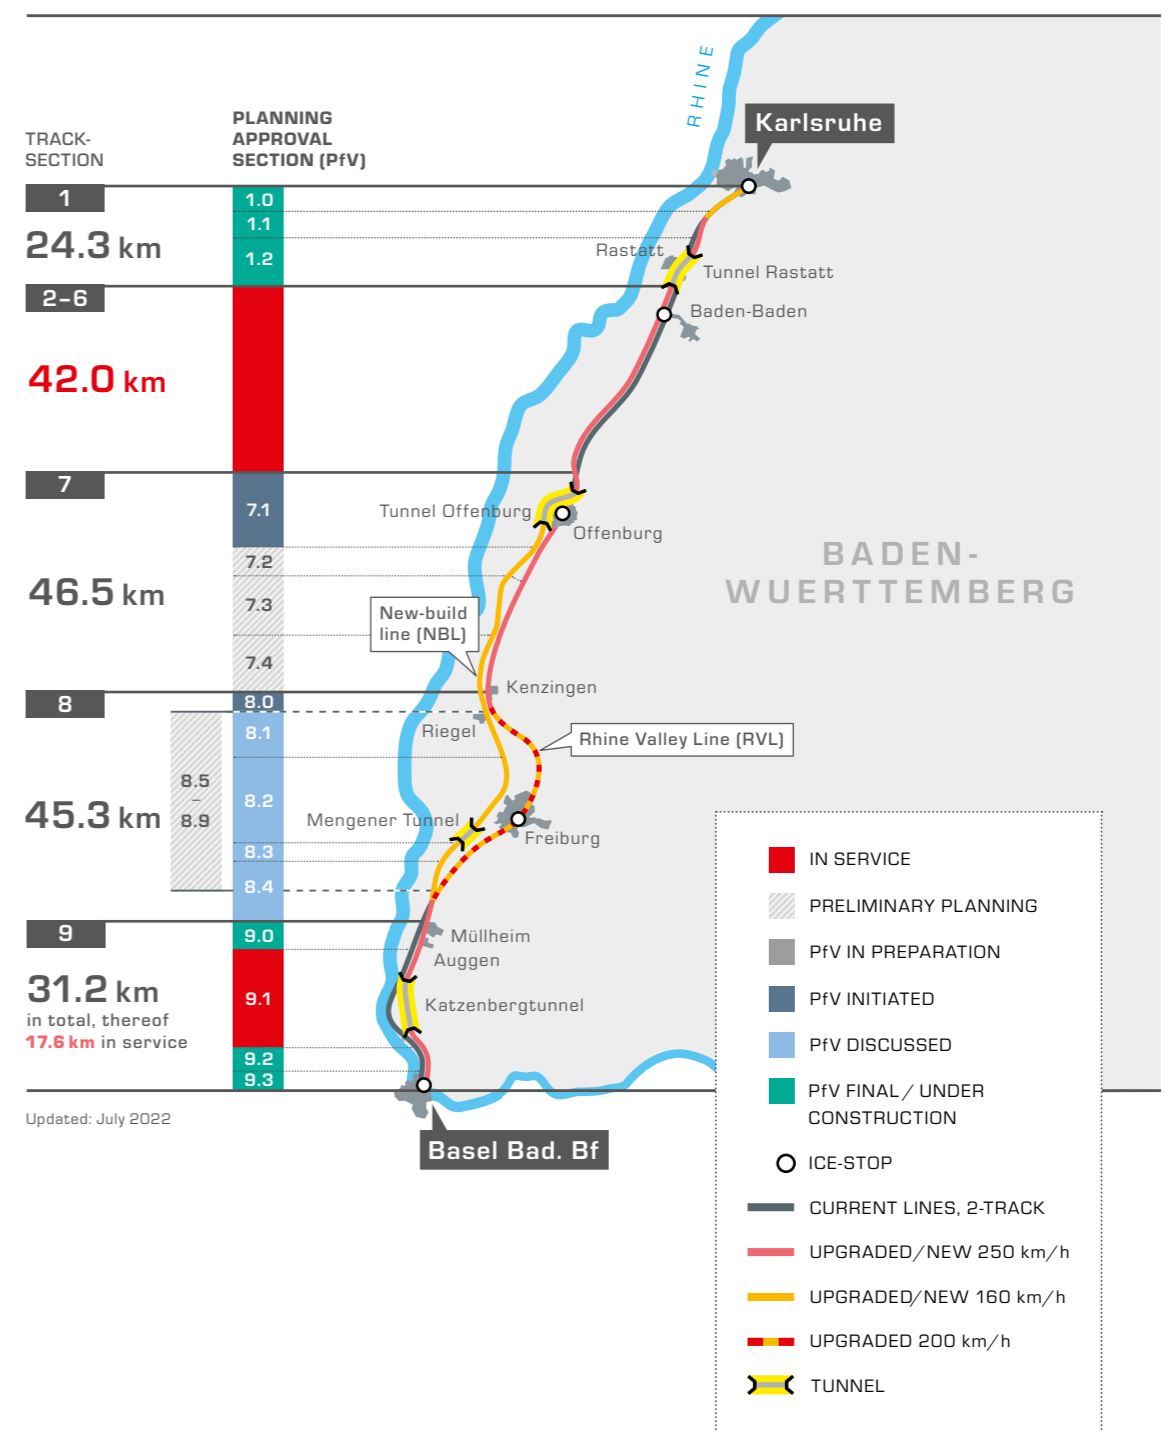 RHINE
Karlsruhe
TRACK-
SECTION
PLANNING
APPROVAL
SECTION (PfV)
1
24.3 km
1.0
1.1
1.2
Rastatt
Tunnel Rastatt
2–6
Baden-Baden
42.0 km
7
7.1
Tunnel Offenburg
Offenburg
BADEN-
WUERTTEMBERG
7.2
7.3
46.5 km
New-build
line (NBL)
7.4
Kenzingen
8
8.0
8.1
Riegel
Rhine Valley Line (RVL)
8.5
–
8.9
45.3 km
8.2
Mengener Tunnel
Freiburg
8.3
8.4
9
9.0
Müllheim
Auggen
31.2 km
in total, thereof
17.6 km in service
9.1
Katzenbergtunnel
9.2
9.3
Updated: July 2022
Basel Bad. Bf
IN SERVICE
PRELIMINARY PLANNING
PfV IN PREPARATION
PfV INITIATED
PfV DISCUSSED
PfV FINAL / UNDER
CONSTRUCTION
ICE-STOP
CURRENT LINES, 2-TRACK
UPGRADED/NEW 250 km/h
UPGRADED/NEW 160 km/h
UPGRADED 200 km/h
TUNNEL